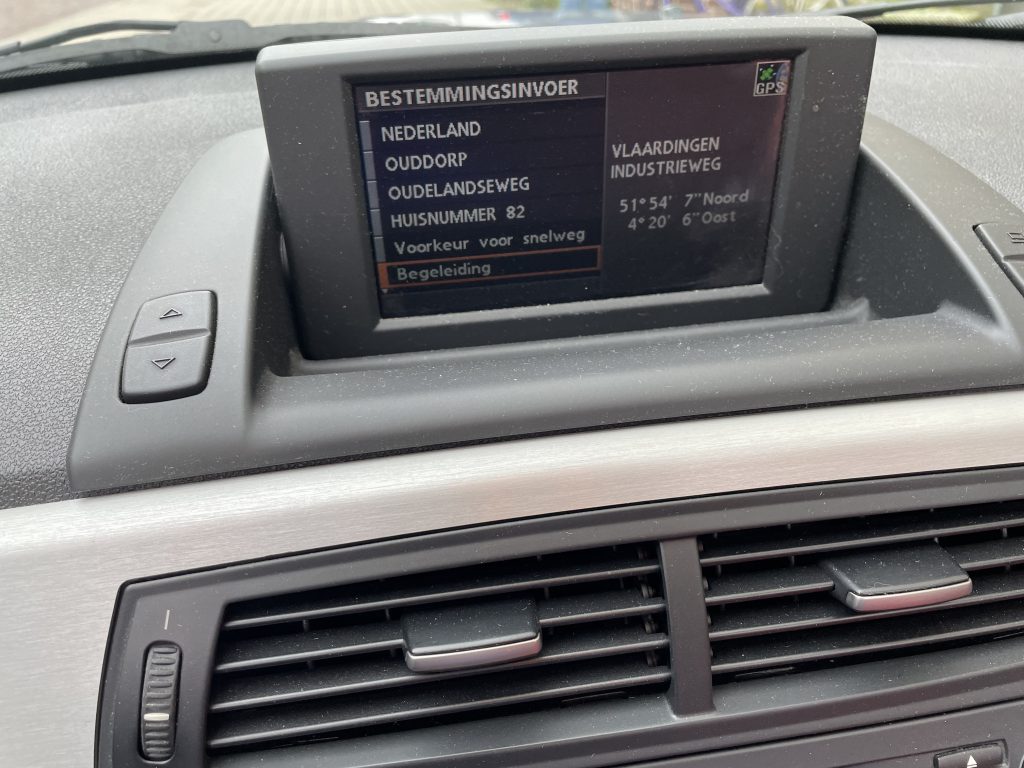 BESTEMMINGSINVOER
NEDERLAND
OUDDORP
OUDELANDSEWEG
HUISNUMMER 82
Voorkeur voor snelweg
Begeleiding
GPS
VLAARDINGEN
INDUSTRIEWEG
51°54' 7"Noord
4°20' 6"Oost